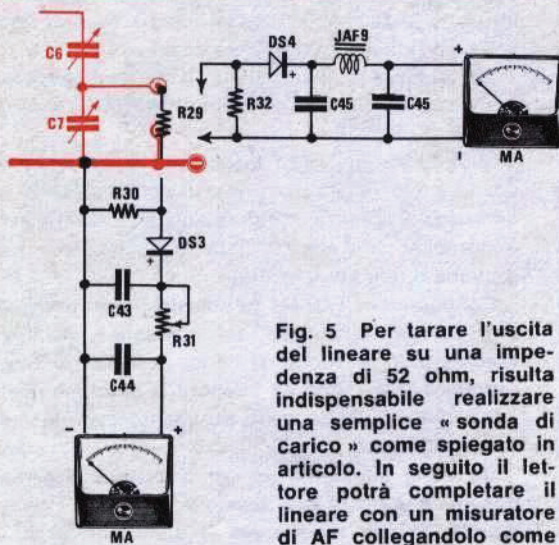 C6
C7
R29
DS4
+
JAF9
R32
C45
C45
+
-
MA
R30
DS3
+
C43
R31
C44
-
+
MA
Fig. 5 Per tarare l'uscita
del lineare su una impe-
denza di 52 ohm, risulta
indispensabile realizzare
una semplice « sonda di
carico » come spiegato in
articolo. In seguito il let-
tore potrà completare il
lineare con un misuratore
di AF collegandolo come